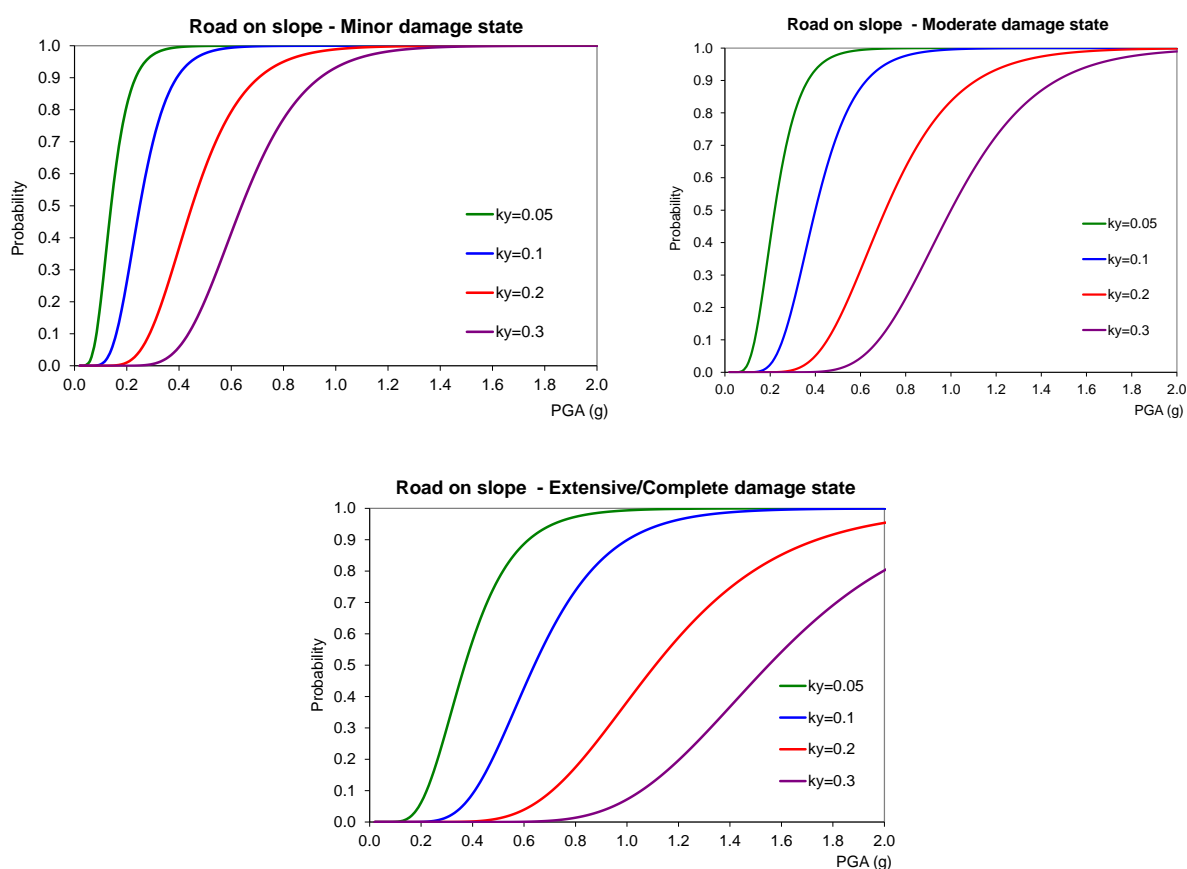 Road on slope - Minor damage state
1.0
0.9
0.8
0.7
0.6
0.5
0.4
0.3
0.2
0.1
0.0
Probability
0.0 0.2 0.4 0.6 0.8 1.0 1.2 1.4 1.6 1.8 2.0
PGA (g)
ky=0.05
ky=0.1
ky=0.2
ky=0.3
Road on slope - Moderate damage state
1.0
0.9
0.8
0.7
0.6
0.5
0.4
0.3
0.2
0.1
0.0
Probability
0.0 0.2 0.4 0.6 0.8 1.0 1.2 1.4 1.6 1.8 2.0
PGA (g)
ky=0.05
ky=0.1
ky=0.2
ky=0.3
Road on slope - Extensive/Complete damage state
1.0
0.9
0.8
0.7
0.6
0.5
0.4
0.3
0.2
0.1
0.0
Probability
0.0 0.2 0.4 0.6 0.8 1.0 1.2 1.4 1.6 1.8 2.0
PGA (g)
ky=0.05
ky=0.1
ky=0.2
ky=0.3